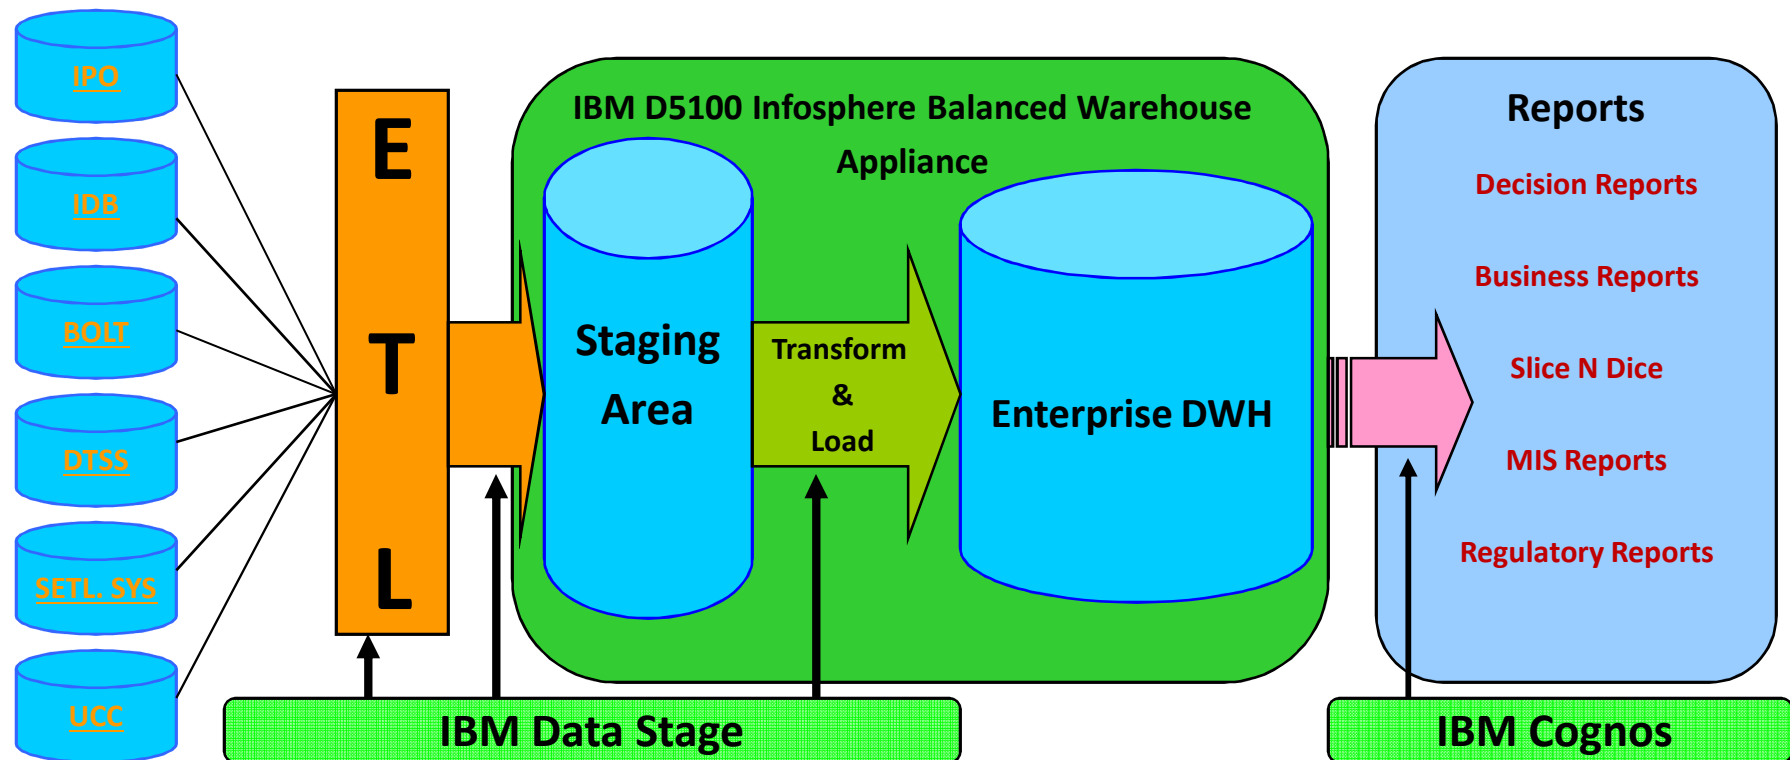 IPO
IDB
BOLT
DTSS
SETL. SYS
UCC
E
T
L
IBM D5100 Infosphere Balanced Warehouse
Appliance
Staging
Area
Transform
&
Load
Enterprise DWH
Reports
Decision Reports
Business Reports
Slice N Dice
MIS Reports
Regulatory Reports
IBM Data Stage
IBM Cognos